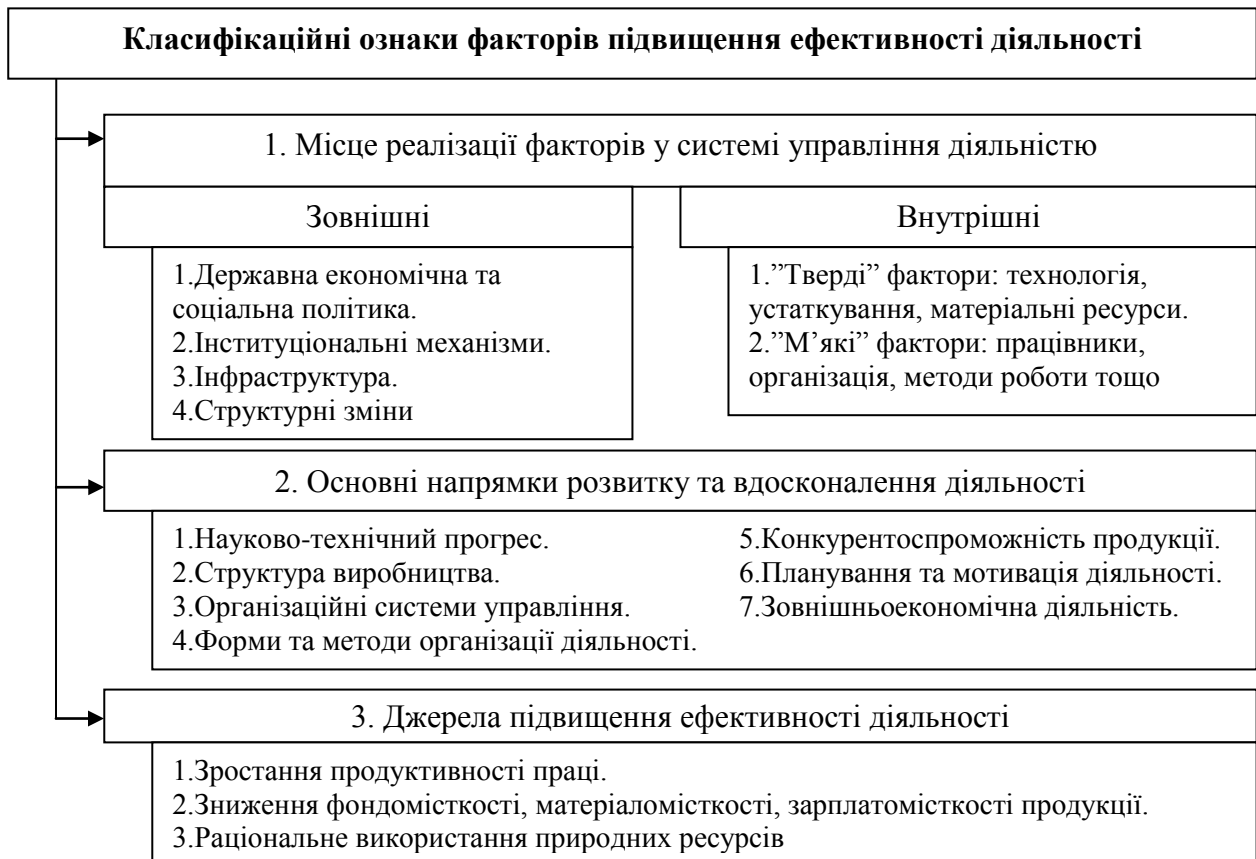 Класифікаційні ознаки факторів підвищення ефективності діяльності
1. Місце реалізації факторів у системі управління діяльністю
Зовнішні
1.Державна економічна та
соціальна політика.
2.Інституціональні механізми.
3.Інфраструктура.
4.Структурні зміни
Внутрішні
1.”Тверді” фактори: технологія,
устаткування, матеріальні ресурси.
2.”М’які” фактори: працівники,
організація, методи роботи тощо
2. Основні напрямки розвитку та вдосконалення діяльності
1.Науково-технічний прогрес.
2.Структура виробництва.
3.Організаційні системи управління.
4.Форми та методи організації діяльності.
5.Конкурентоспроможність продукції.
6.Планування та мотивація діяльності.
7.Зовнішньоекономічна діяльність.
3. Джерела підвищення ефективності діяльності
1.Зростання продуктивності праці.
2.Зниження фондомісткості, матеріаломісткості, зарплатомісткості продукції.
3.Раціональне використання природних ресурсів